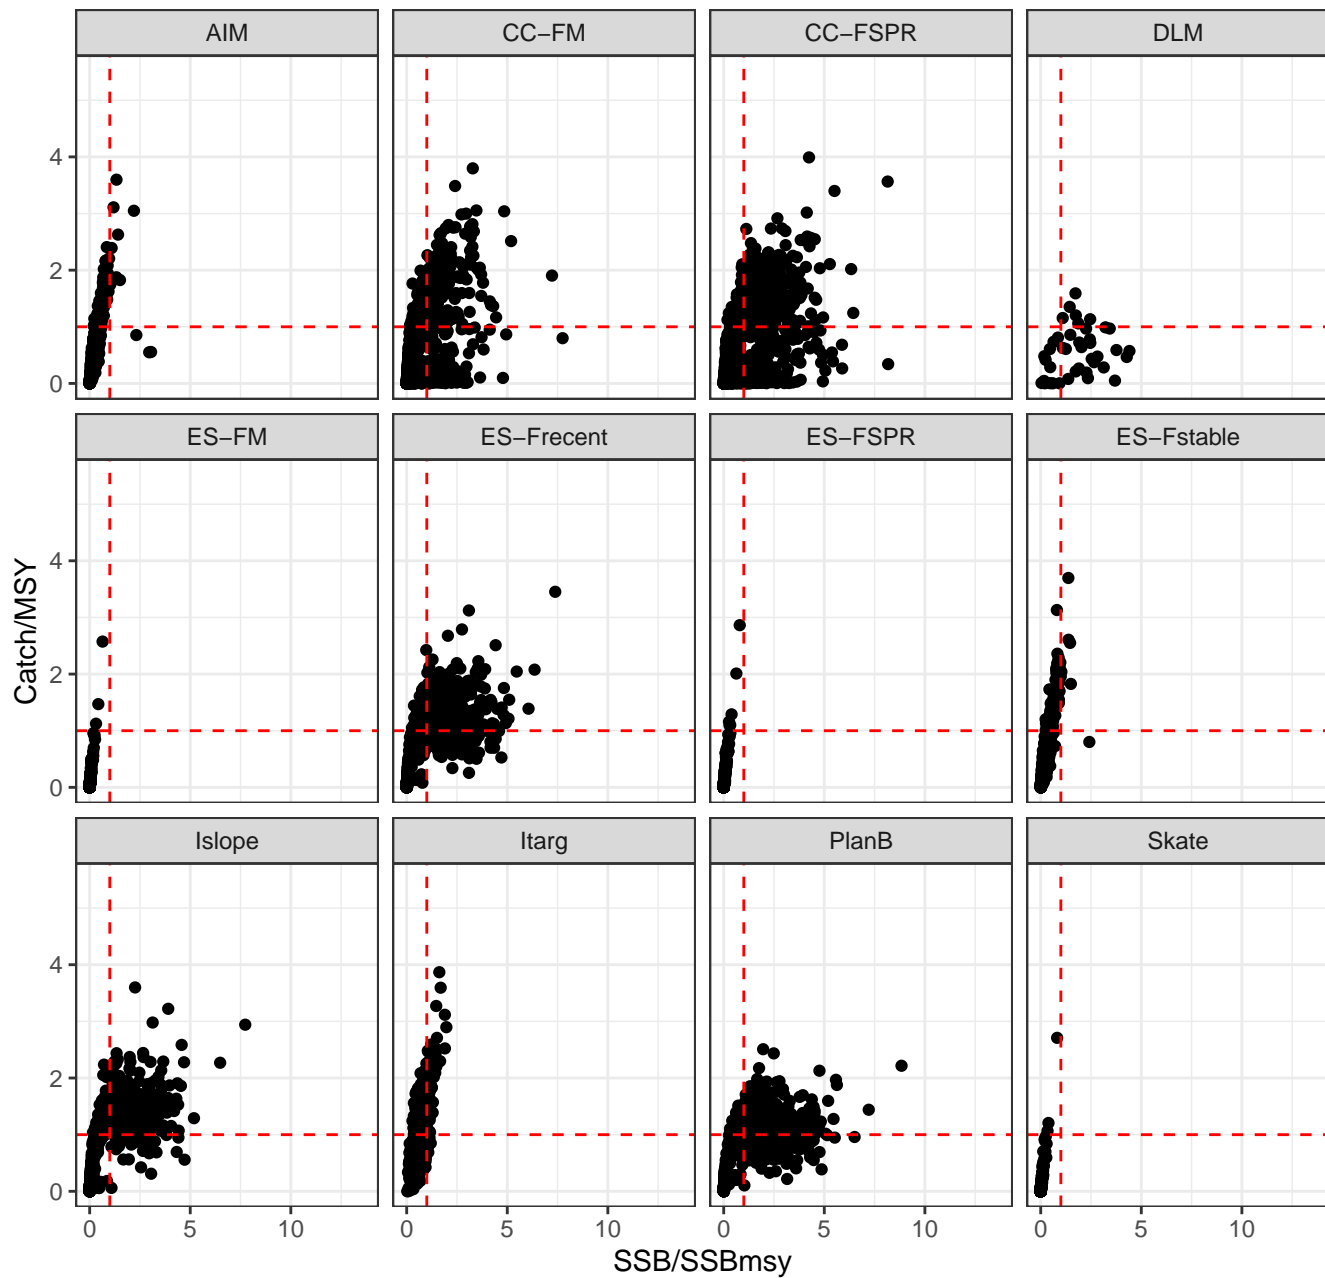 AIM CC−FM CC−FSPR DLM
4
2
0
ES−FM ES−Frecent ES−FSPR ES−Fstable
4
2
0
Catch/MSY
Islope Itarg PlanB Skate
4
2
0
0 5 10 0 5 10 0 5 10 0 5 10
SSB/SSBmsy